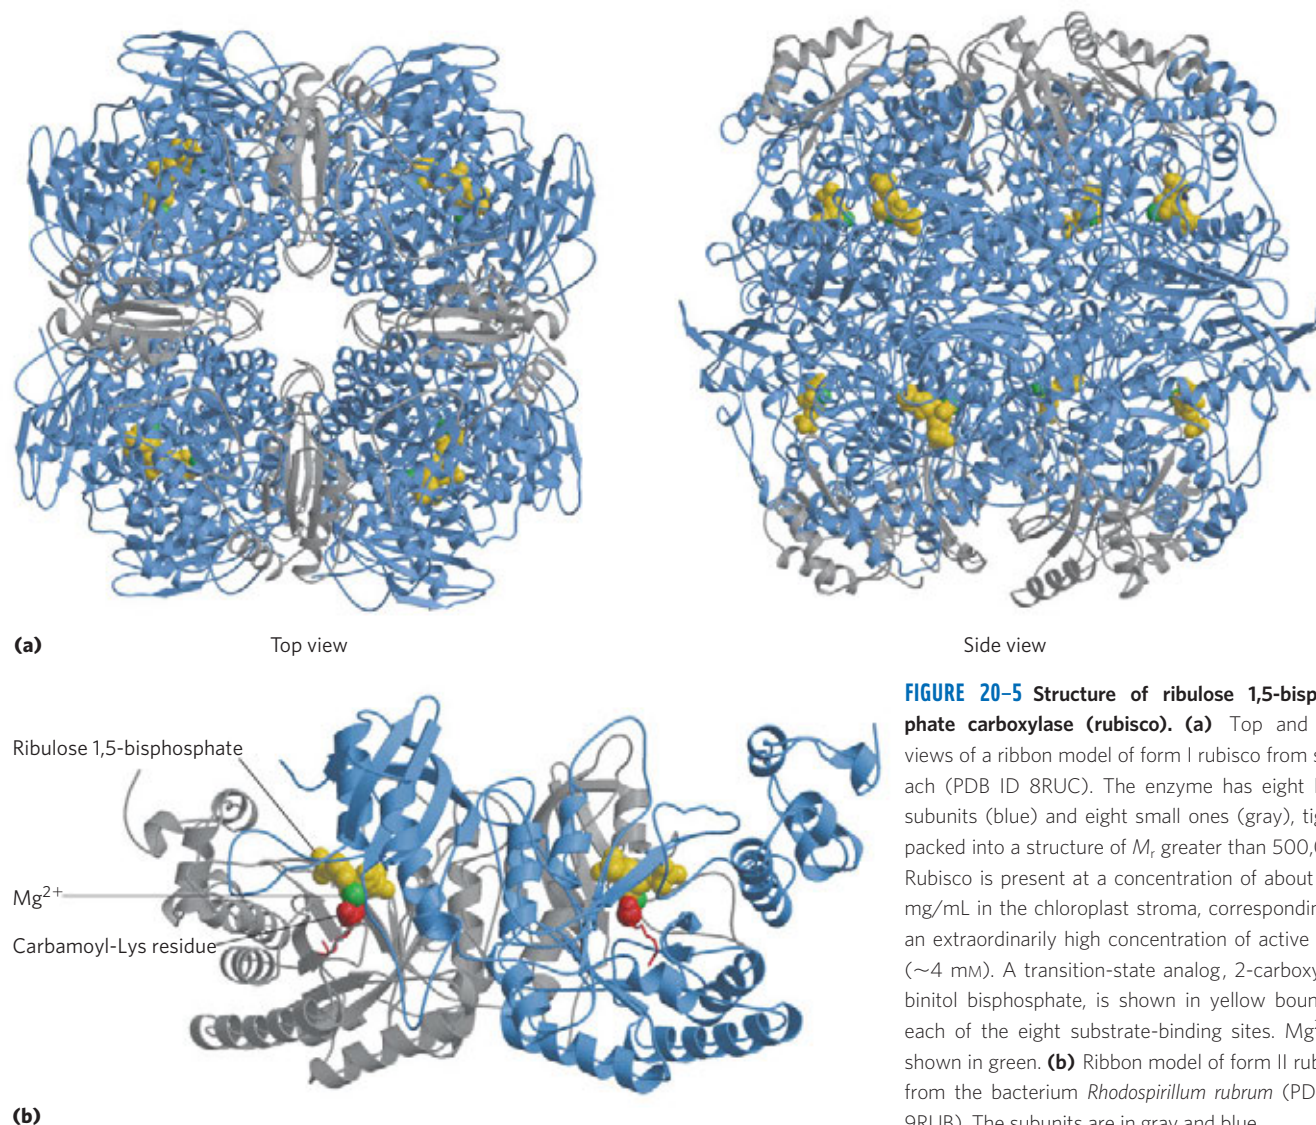 (a)
Top view
Side view
Ribulose 1,5-bisphosphate
Mg2+
Carbamoyl-Lys residue
(b)
FIGURE 20–5 Structure of ribulose 1,5-bisp
phate carboxylase (rubisco). (a) Top and
views of a ribbon model of form I rubisco from s
ach (PDB ID 8RUC). The enzyme has eight
subunits (blue) and eight small ones (gray), tig
packed into a structure of Mr greater than 500,
Rubisco is present at a concentration of about
mg/mL in the chloroplast stroma, correspondin
an extraordinarily high concentration of active
(~4 mM). A transition-state analog, 2-carboxy
binitol bisphosphate, is shown in yellow boun
each of the eight substrate-binding sites. Mg
shown in green. (b) Ribbon model of form II rub
from the bacterium Rhodospirillum rubrum (PD
9RUB). The subunits are in gray and blue.